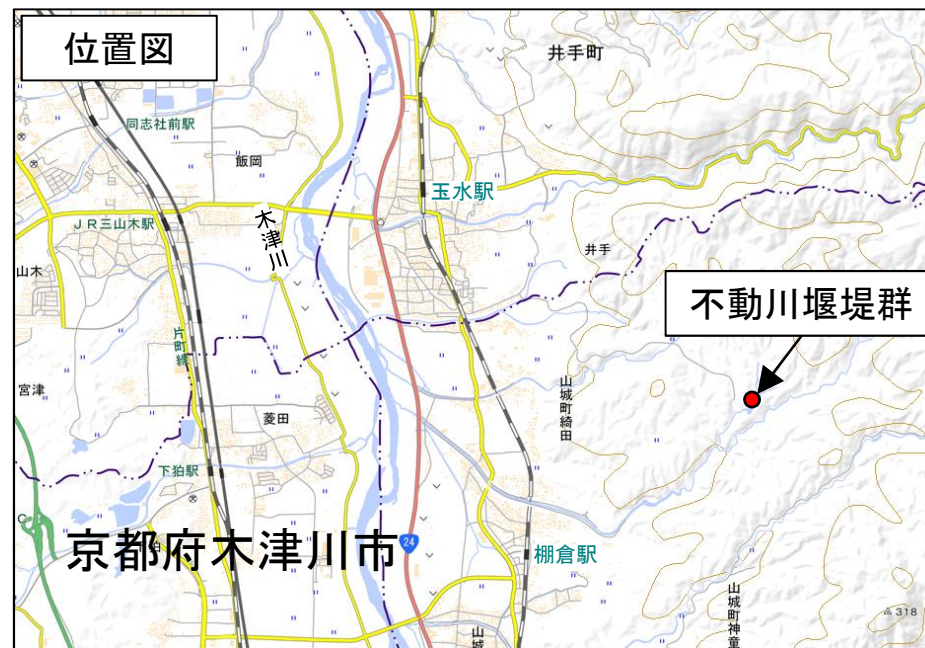 位置図
井手町
同志社前駅
飯岡
玉水駅
木津川
JR三山木駅
井手
山木
不動川堰堤群
片町線
山城町綺田
宮津
菱田
下狛駅
京都府木津川市
24
棚倉駅
山城町神童
318
山城